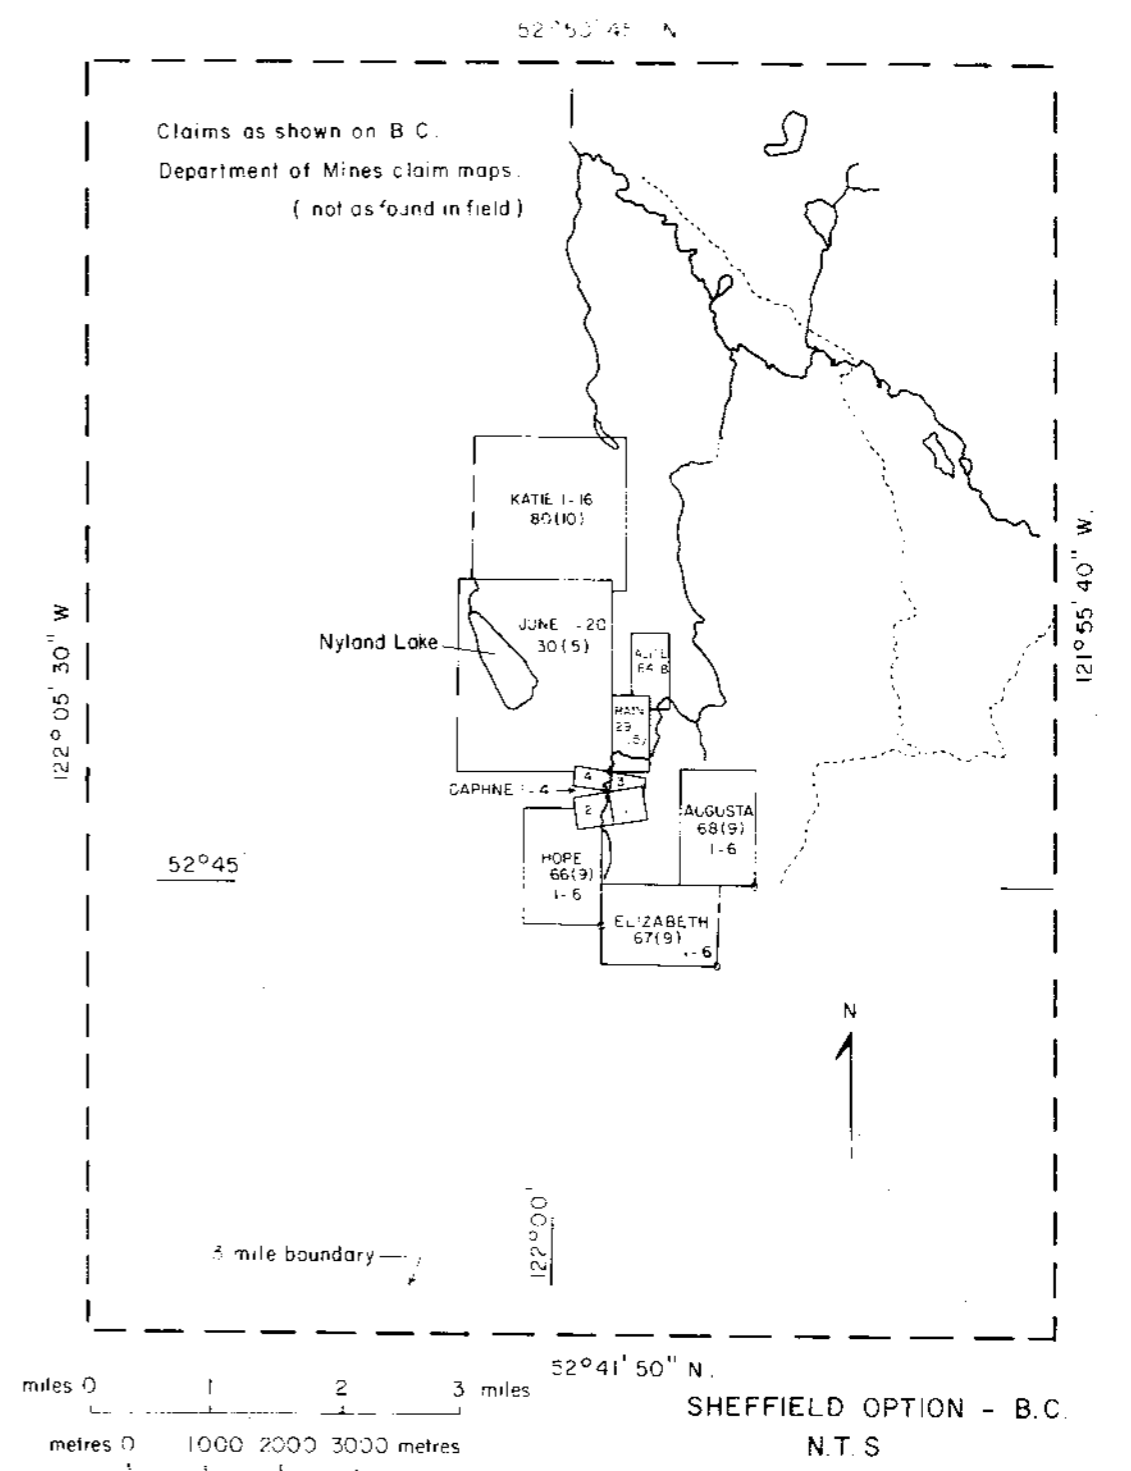 52°53'45" N
Claims as shown on B C.
Department of Mines claim maps.
( not as found in field )
KATIE 1-16
80(10)
JUNE -20
30(5)
Nyland Lake
122° 05' 30" W
121° 55' 40" W.
RAIN
29
(5)
4
3
DAPHNE 1-4
2
AUGUSTA
68(9)
1-6
52°45'
HOPE
66(9)
1-6
ELIZABETH
67(9)
-6
N
3 mile boundary
122°00'
52°41'50" N.
miles 0 1 2 3 miles
metres 0 1000 2000 3000 metres
SHEFFIELD OPTION - B.C.
N.T.S